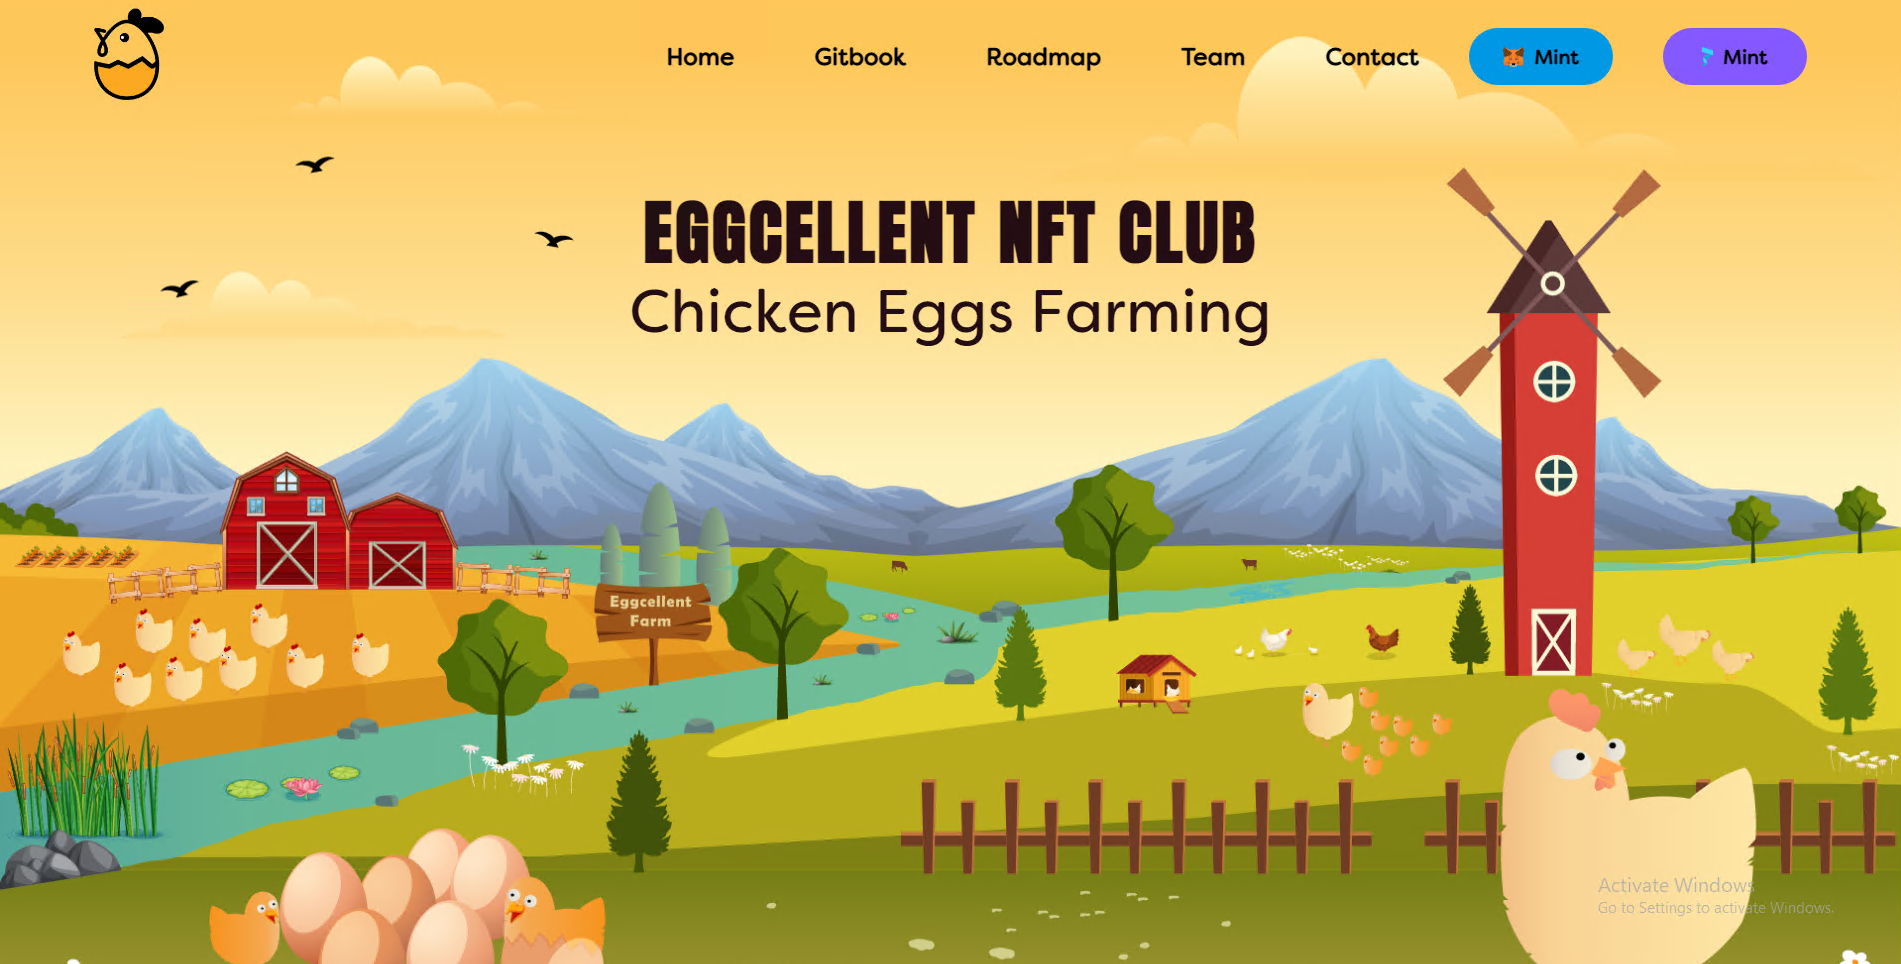 Home Gitbook Roadmap Team Contact Mint Mint
EGGCELLENT NFT CLUB
Chicken Eggs Farming
Eggcellent
Farm
Activate Windows
Go to Settings to activate Windows.